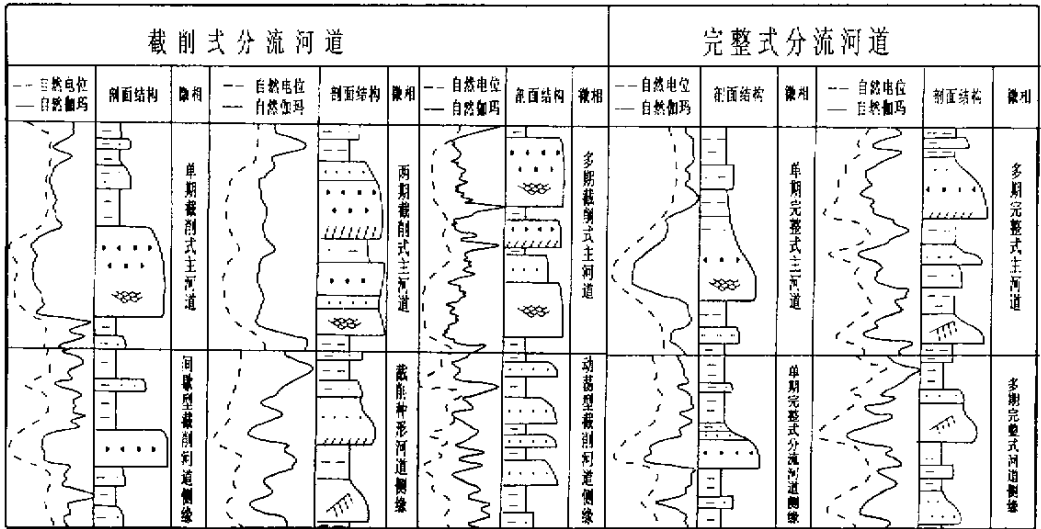 截削式分流河道
完整式分流河道
自然电位
自然伽玛
剖面结构
微相
自然电位
自然伽玛
剖面结构
微相
自然电位
自然伽玛
剖面结构
微相
自然电位
自然伽玛
剖面结构
微相
自然电位
自然伽玛
剖面结构
微相
单期截削式主河道
两期截削式主河道
多期截削式主河道
单期完整式主河道
多期完整式主河道
间歇型截削河道侧缘
截削钟形河道侧缘
动荡型截削河道侧缘
单期完整式分流河道侧缘
多期完整式河道侧缘